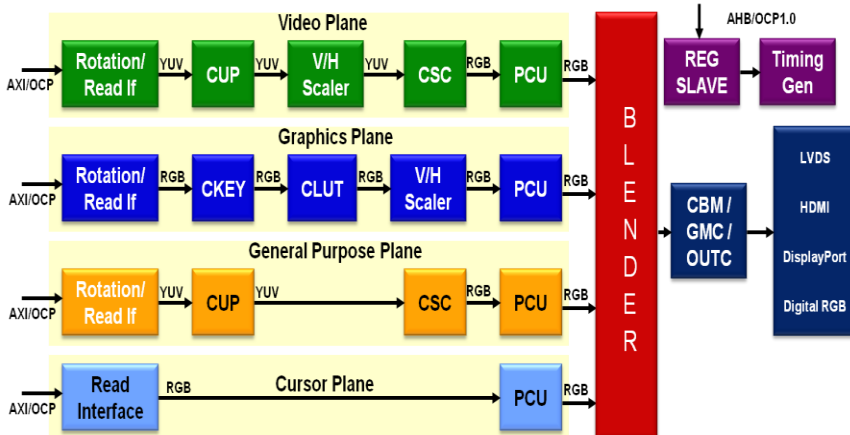 Video Plane
AXI/OCP
Rotation/
Read If
YUV
CUP
YUV
V/H
Scaler
YUV
CSC
RGB
PCU
RGB
Graphics Plane
AXI/OCP
Rotation/
Read If
RGB
CKEY
RGB
CLUT
RGB
V/H
Scaler
RGB
PCU
RGB
General Purpose Plane
AXI/OCP
Rotation/
Read If
YUV
CUP
YUV
CSC
RGB
PCU
RGB
Cursor Plane
AXI/OCP
Read
Interface
RGB
PCU
RGB
BLENDER
AHB/OCP1.0
REG
SLAVE
Timing
Gen
CBM /
GMC /
OUTC
LVDS
HDMI
DisplayPort
Digital RGB